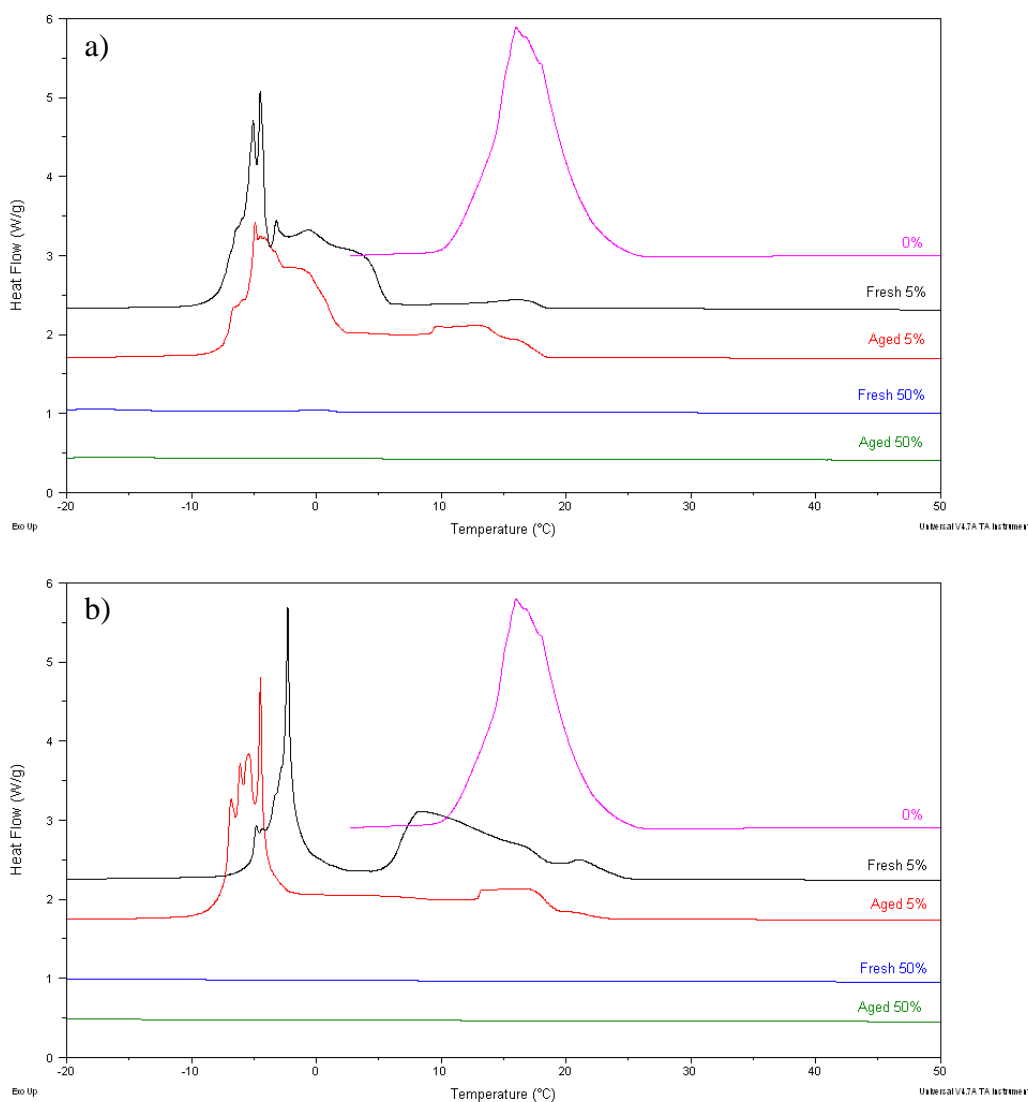 a)
6
5
4
3
2
1
0
Heat Flow (W/g)
0%
Fresh 5%
Aged 5%
Fresh 50%
Aged 50%
-20 -10 0 10 20 30 40 50
Exo Up
Temperature (°C)
Universal V4.7A TA Instrument
b)
6
5
4
3
2
1
0
Heat Flow (W/g)
0%
Fresh 5%
Aged 5%
Fresh 50%
Aged 50%
-20 -10 0 10 20 30 40 50
Exo Up
Temperature (°C)
Universal V4.7A TA Instrument